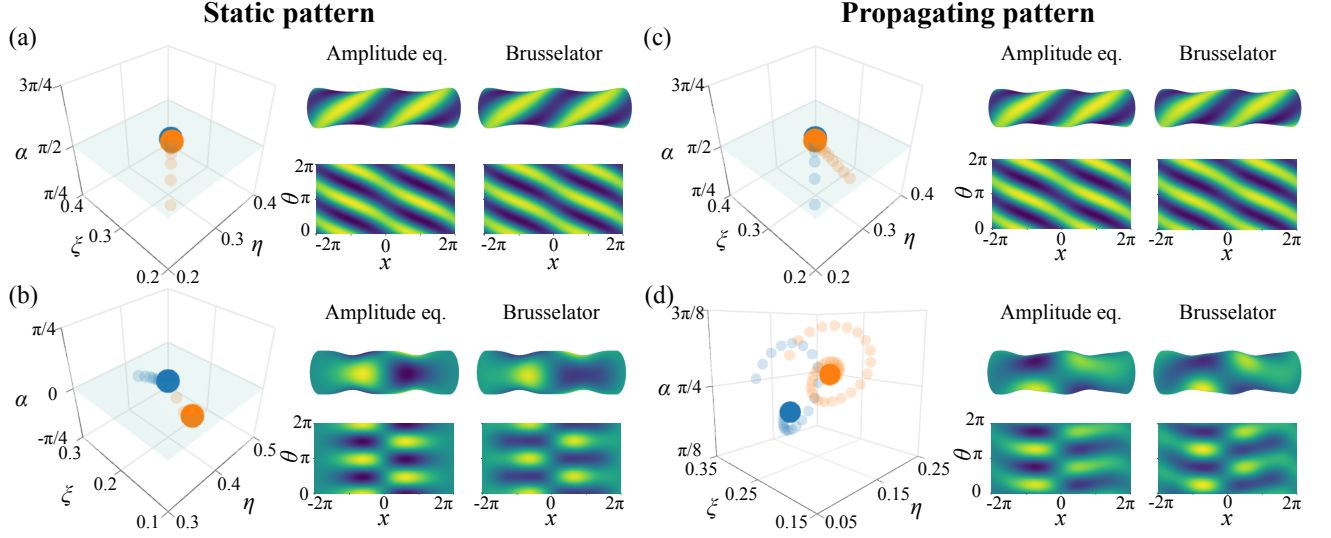 Static pattern
Propagating pattern
(a)
Amplitude eq.
Brusselator
3π/4
α
π/2
π/4
0.4
0.4
ξ
0.3
0.3
η
0.2
0.2
2π
θ
π
0
-2π
0
2π
-2π
0
2π
x
x
(c)
Amplitude eq.
Brusselator
3π/4
α
π/2
π/4
0.4
0.4
ξ
0.3
0.3
η
0.2
0.2
2π
θ
π
0
-2π
0
2π
-2π
0
2π
x
x
(b)
Amplitude eq.
Brusselator
π/4
0
α
-π/4
0.3
0.5
ξ
0.2
0.4
η
0.1
0.3
2π
θ
π
0
-2π
0
2π
-2π
0
2π
x
x
(d)
Amplitude eq.
Brusselator
3π/8
α
π/4
π/8
0.35
0.25
ξ
0.25
0.15
η
0.15
0.05
2π
θ
π
0
-2π
0
2π
-2π
0
2π
x
x